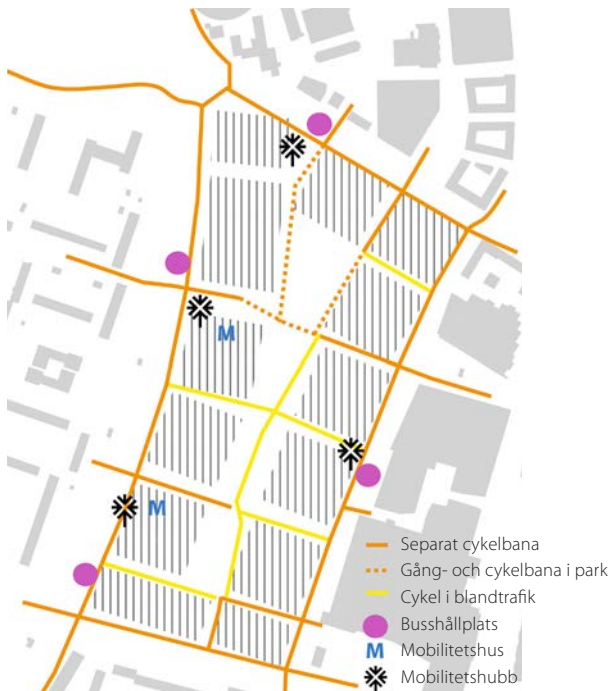 M
M
Separat cykelbana
Gång- och cykelbana i park
Cykel i blandtrafik
Busshållplats
M Mobilitetshus
Mobilitetshubb